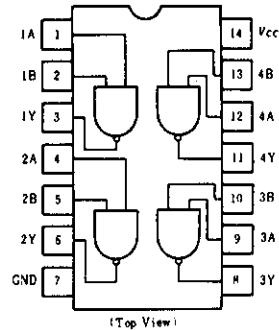 1A 1 14 Vcc
1B 2 13 4B
1Y 3 12 4A
2A 4 11 4Y
2B 5 10 3B
2Y 6 9 3A
GND 7 8 3Y
(Top View)